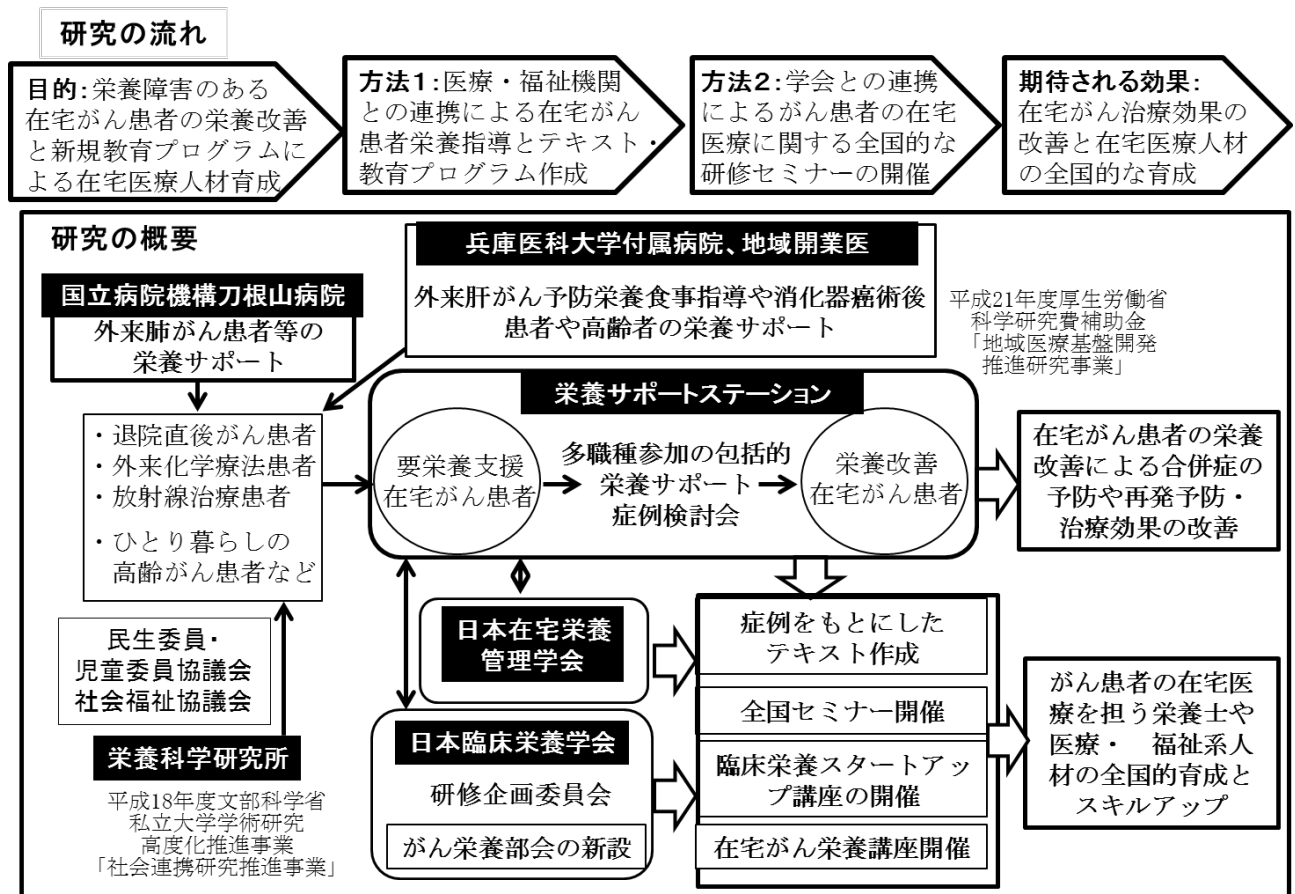 研究の流れ
目的:栄養障害のある
在宅がん患者の栄養改善
と新規教育プログラムに
よる在宅医療人材育成
方法1:医療・福祉機関
との連携による在宅がん
患者栄養指導とテキスト・
教育プログラム作成
方法2:学会との連携
によるがん患者の在宅
医療に関する全国的な
研修セミナーの開催
期待される効果:
在宅がん治療効果の
改善と在宅医療人材
の全国的な育成
研究の概要
国立病院機構刀根山病院
外来肺がん患者等の
栄養サポート
兵庫医科大学付属病院、地域開業医
外来肝がん予防栄養食事指導や消化器癌術後
患者や高齢者の栄養サポート
平成21年度厚生労働省
科学研究費補助金
「地域医療基盤開発
推進研究事業」
・退院直後がん患者
・外来化学療法患者
・放射線治療患者
・ひとり暮らしの
高齢がん患者など
栄養サポートステーション
要栄養支援
在宅がん患者
多職種参加の包括的
栄養サポート
症例検討会
栄養改善
在宅がん患者
在宅がん患者の栄養
改善による合併症の
予防や再発予防・
治療効果の改善
民生委員・
児童委員協議会
社会福祉協議会
栄養科学研究所
平成18年度文部科学省
私立大学学術研究
高度化推進事業
「社会連携研究推進事業」
日本在宅栄養
管理学会
日本臨床栄養学会
研修企画委員会
がん栄養部会の新設
症例をもとにした
テキスト作成
全国セミナー開催
臨床栄養スタートアッ
プ講座の開催
在宅がん栄養講座開催
がん患者の在宅医
療を担う栄養士や
医療・ 福祉系人
材の全国的育成と
スキルアップ